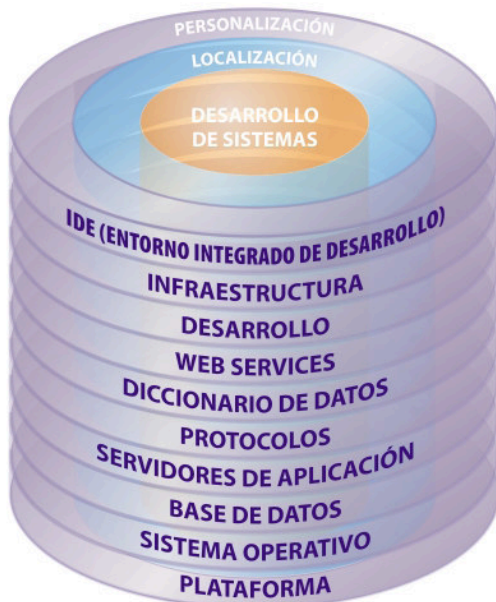 PERSONALIZACIÓN
LOCALIZACIÓN
DESARROLLO
DE SISTEMAS
IDE (ENTORNO INTEGRADO DE DESARROLLO)
INFRAESTRUCTURA
DESARROLLO
WEB SERVICES
DICCIONARIO DE DATOS
PROTOCOLOS
SERVIDORES DE APLICACIÓN
BASE DE DATOS
SISTEMA OPERATIVO
PLATAFORMA